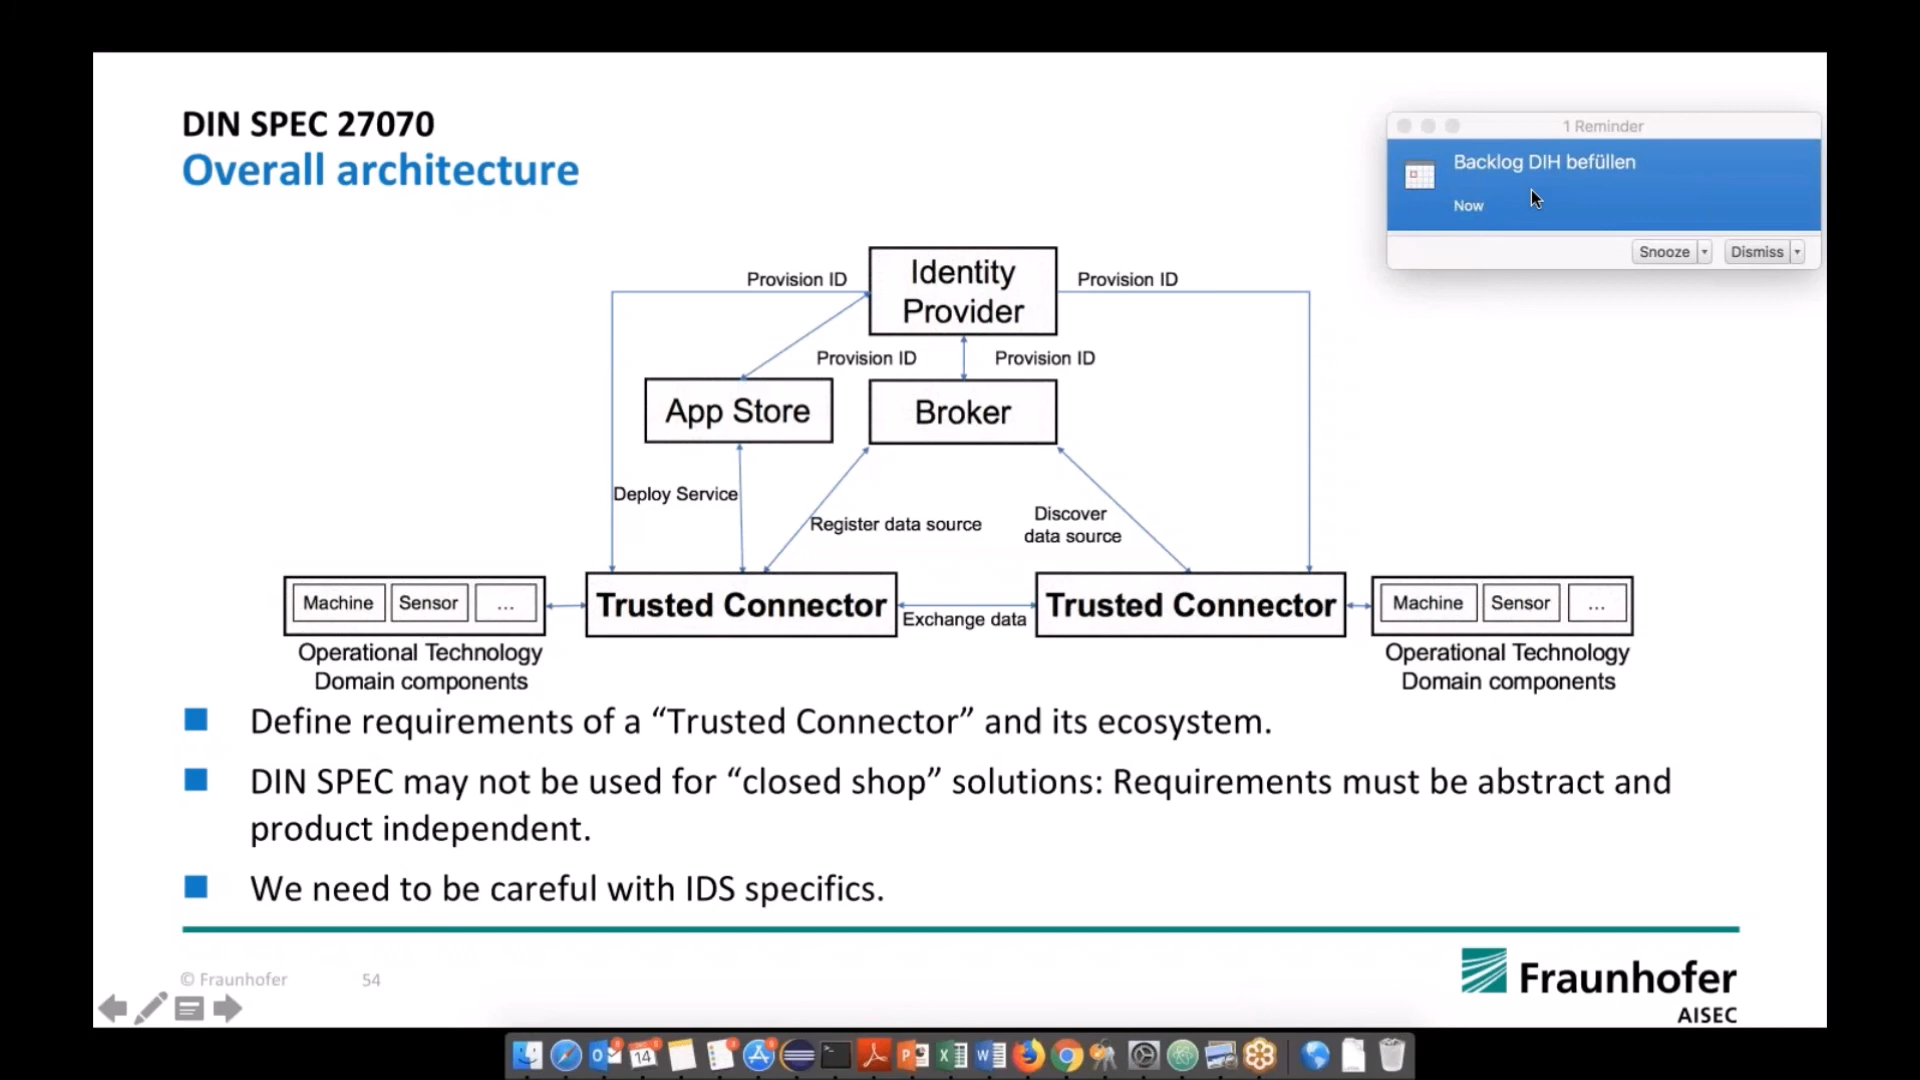 DIN SPEC 27070
Overall architecture
1 Reminder
Backlog DIH befüllen
Now
Snooze
Dismiss
Provision ID
Identity
Provider
Provision ID
Provision ID
Provision ID
App Store
Broker
Deploy Service
Register data source
Discover
data source
Machine
Sensor
...
Trusted Connector
Exchange data
Trusted Connector
Machine
Sensor
...
Operational Technology
Domain components
Operational Technology
Domain components
Define requirements of a “Trusted Connector” and its ecosystem.
DIN SPEC may not be used for “closed shop” solutions: Requirements must be abstract and
product independent.
We need to be careful with IDS specifics.
© Fraunhofer
54
Fraunhofer
AISEC
14